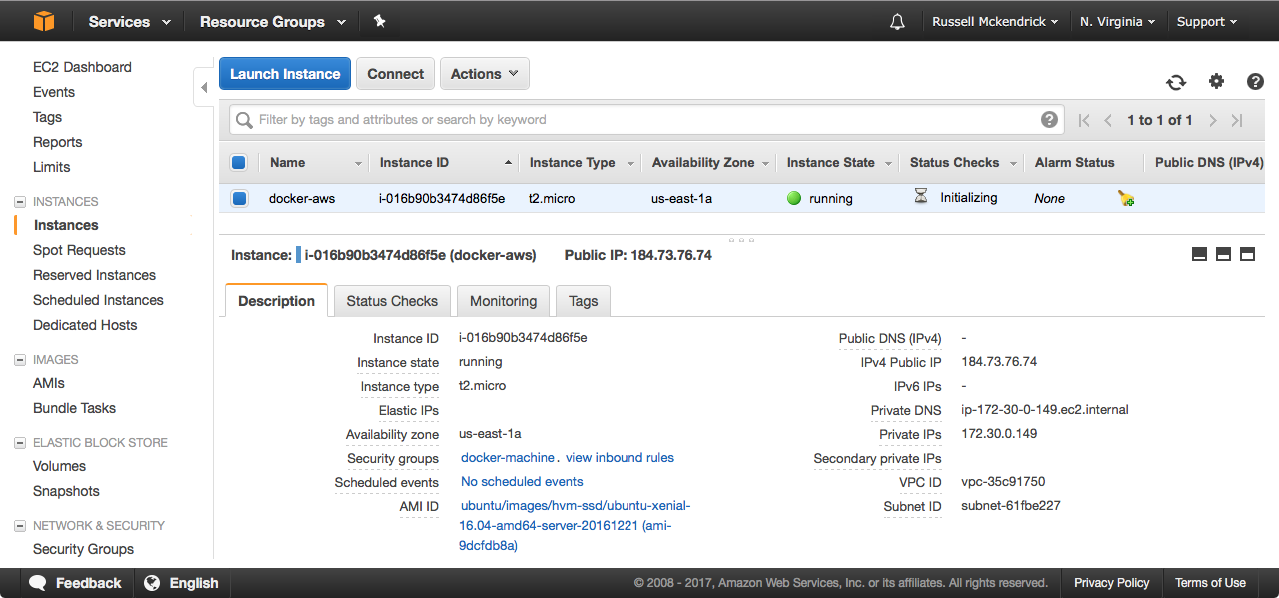 Services Resource Groups Russell Mckendrick N. Virginia Support
EC2 Dashboard
Events
Tags
Reports
Limits
INSTANCES
Instances
Spot Requests
Reserved Instances
Scheduled Instances
Dedicated Hosts
IMAGES
AMIs
Bundle Tasks
ELASTIC BLOCK STORE
Volumes
Snapshots
NETWORK & SECURITY
Security Groups
Launch Instance Connect Actions
Filter by tags and attributes or search by keyword 1 to 1 of 1
Name Instance ID Instance Type Availability Zone Instance State Status Checks Alarm Status Public DNS (IPv4)
docker-aws i-016b90b3474d86f5e t2.micro us-east-1a running Initializing None
Instance: i-016b90b3474d86f5e (docker-aws) Public IP: 184.73.76.74
Description Status Checks Monitoring Tags
Instance ID i-016b90b3474d86f5e
Instance state running
Instance type t2.micro
Elastic IPs
Availability zone us-east-1a
Security groups docker-machine. view inbound rules
Scheduled events No scheduled events
AMI ID ubuntu/images/hvm-ssd/ubuntu-xenial-
16.04-amd64-server-20161221 (ami-
9dcfdb8a)
Public DNS (IPv4) -
IPv4 Public IP 184.73.76.74
IPv6 IPs -
Private DNS ip-172-30-0-149.ec2.internal
Private IPs 172.30.0.149
Secondary private IPs
VPC ID vpc-35c91750
Subnet ID subnet-61fbe227
Feedback English © 2008 - 2017, Amazon Web Services, Inc. or its affiliates. All rights reserved. Privacy Policy Terms of Use